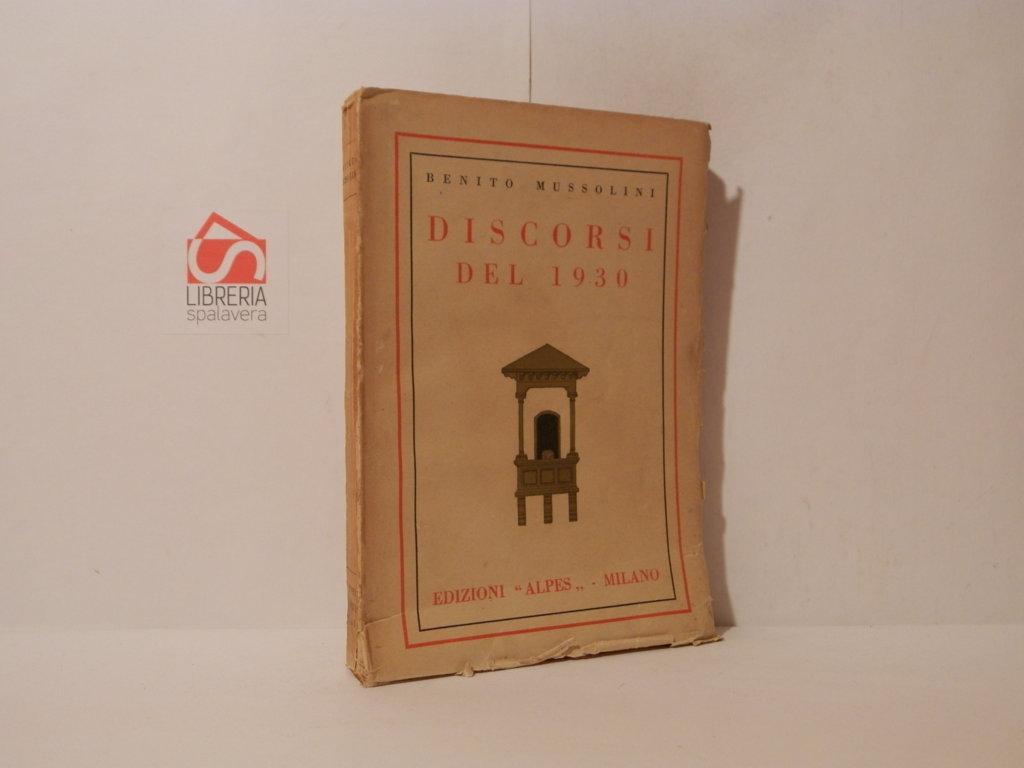 BENITO MUSSOLINI
DISCORSI
DEL 1930
EDIZIONI “ALPES„ - MILANO
LIBRERIA
spalavera